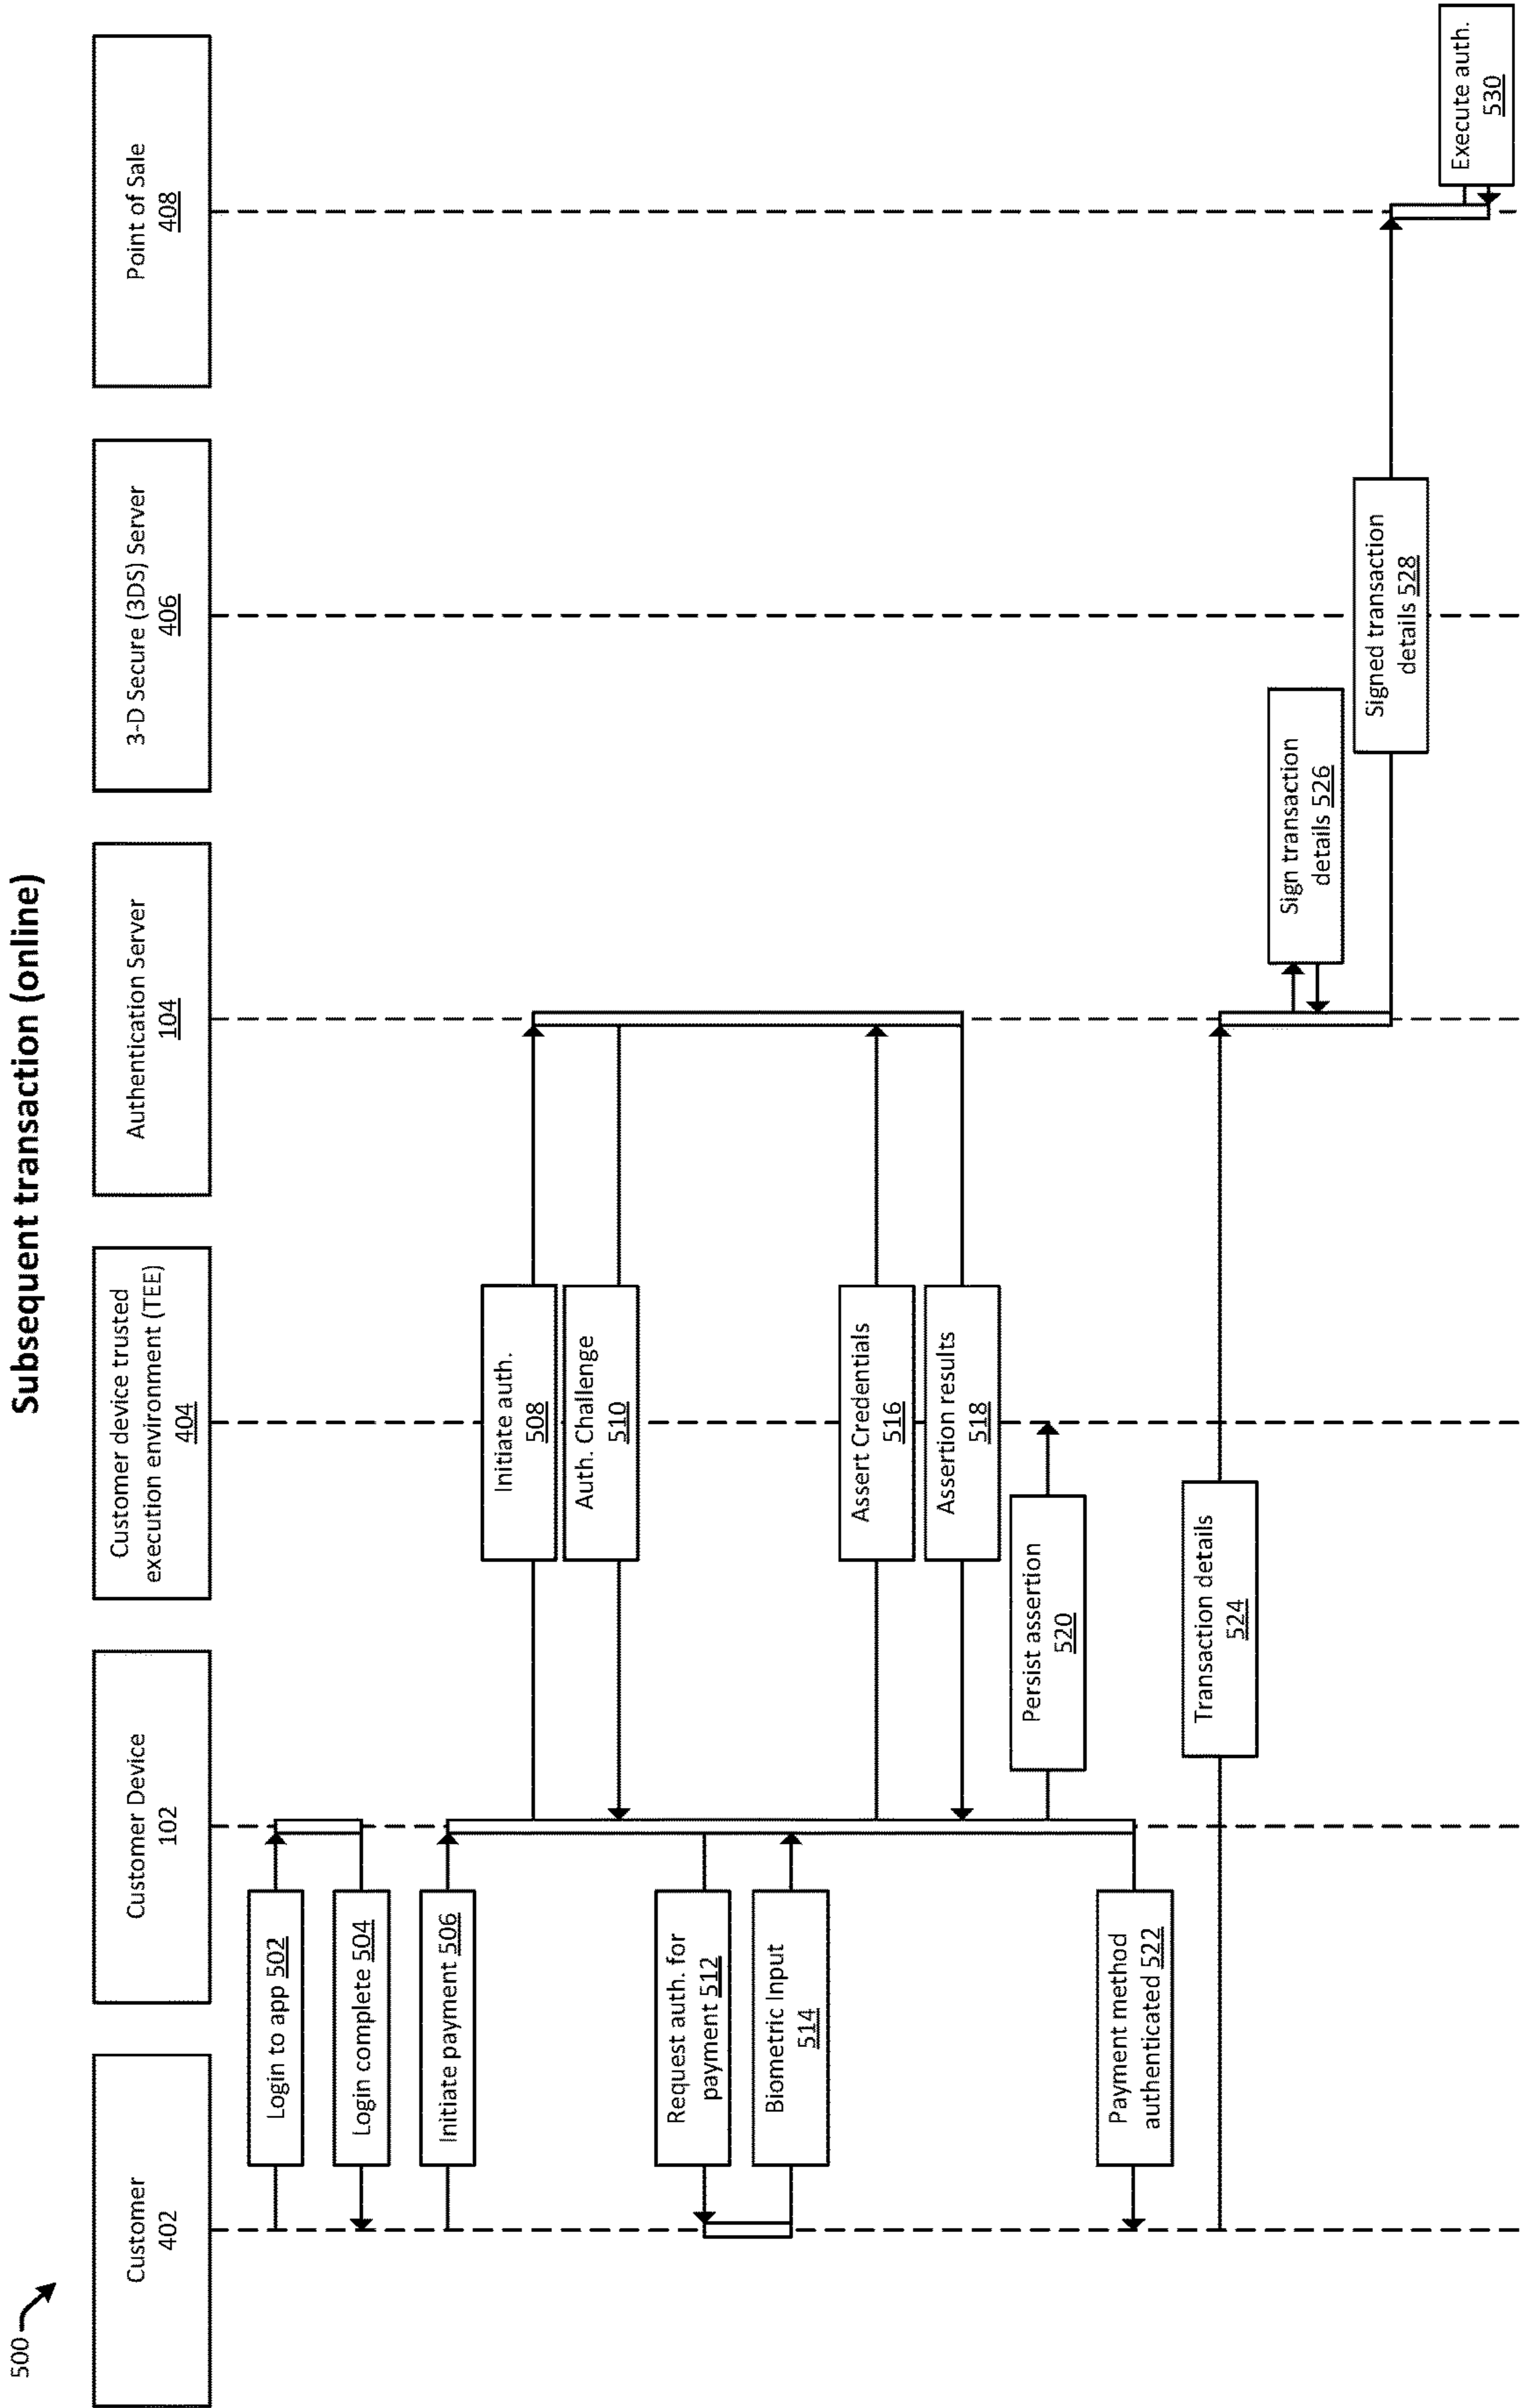 500
Subsequent transaction (online)
Customer
402
Customer Device
102
Customer device trusted
execution environment (TEE)
404
Authentication Server
104
3-D Secure (3DS) Server
406
Point of Sale
408
Login to app 502
Login complete 504
Initiate payment 506
Initiate auth.
508
Auth. Challenge
510
Request auth. for
payment 512
Biometric Input
514
Assert Credentials
516
Assertion results
518
Persist assertion
520
Payment method
authenticated 522
Transaction details
524
Sign transaction
details 526
Signed transaction
details 528
Execute auth.
530